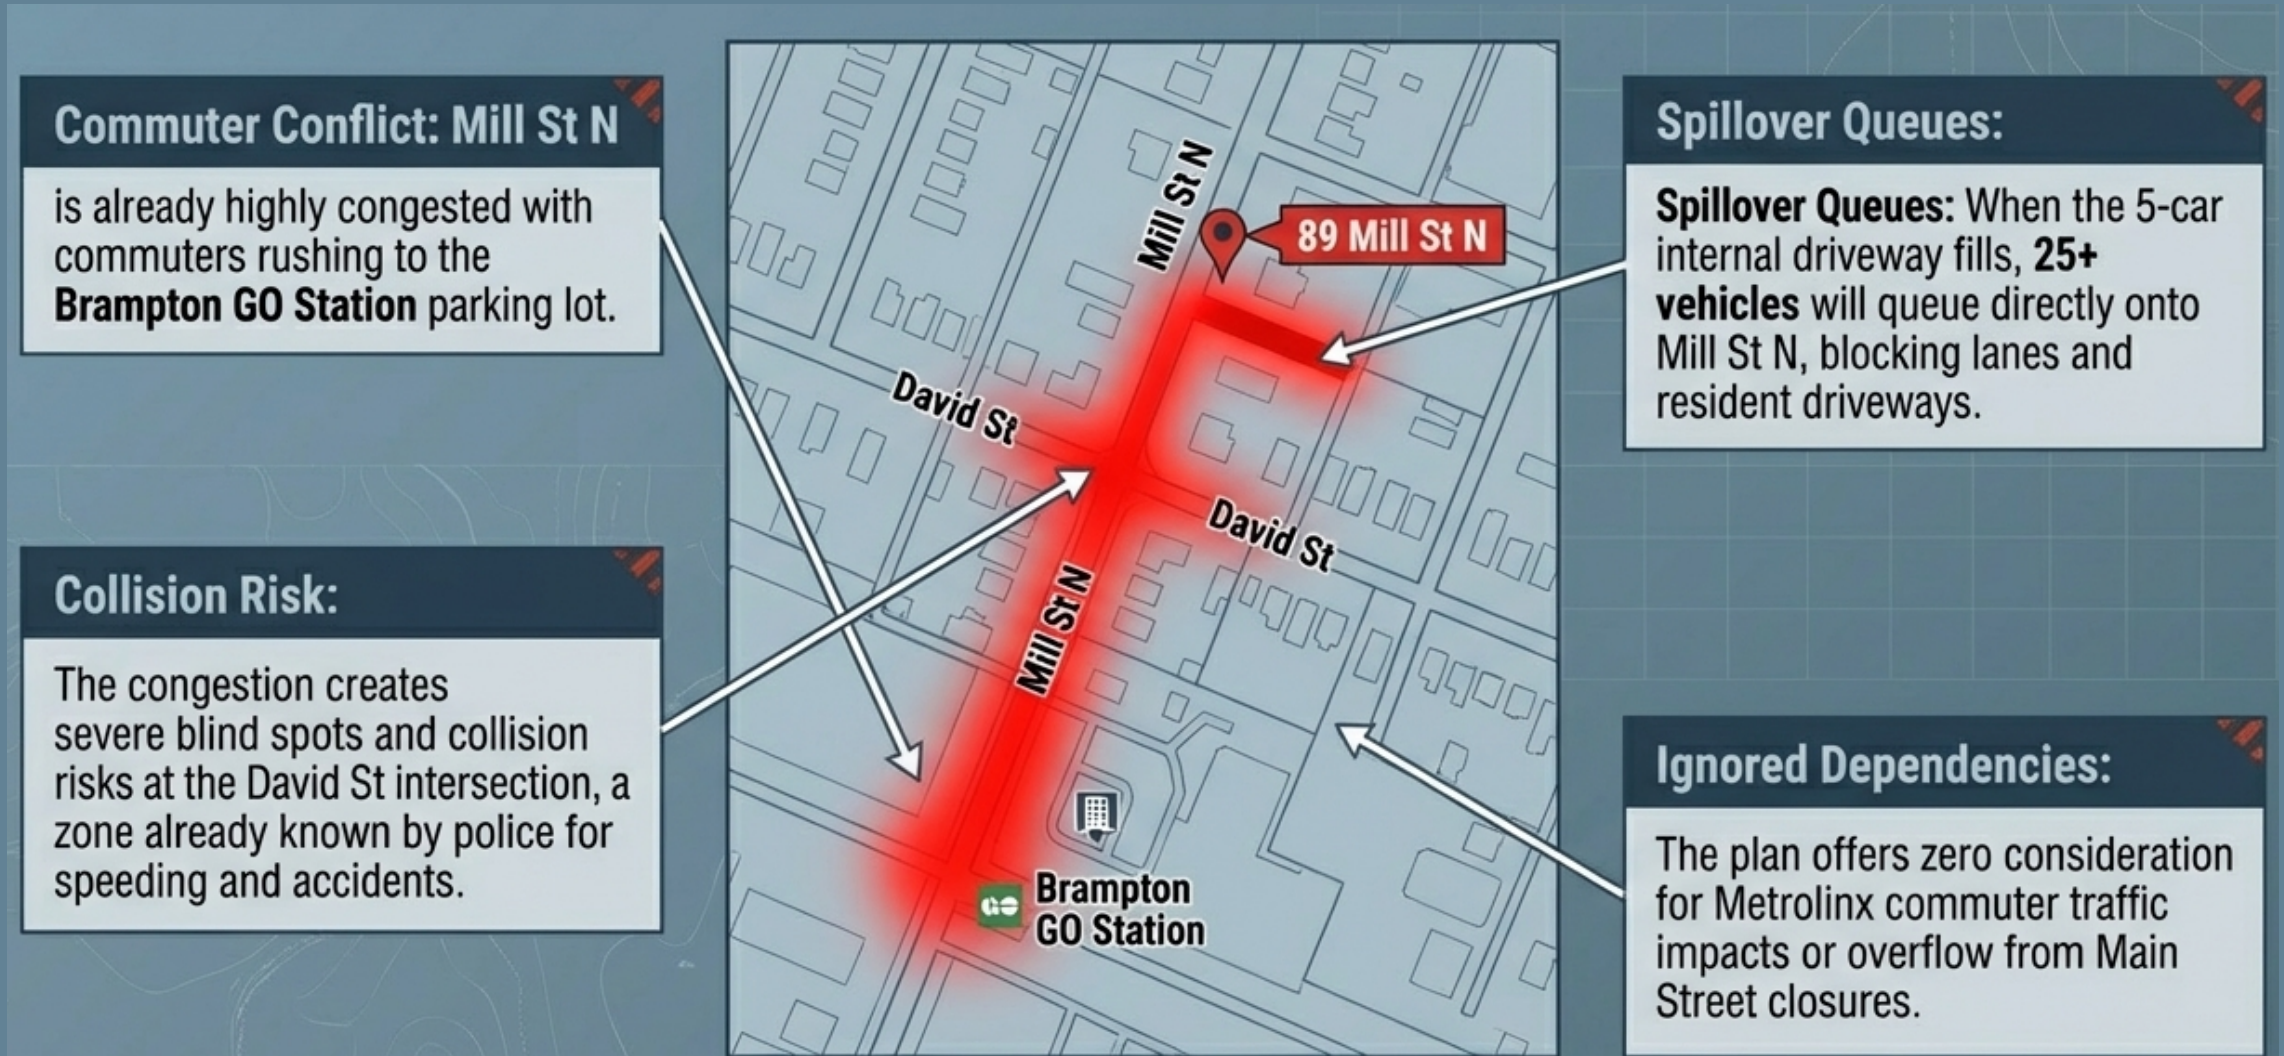 Commuter Conflict: Mill St N
is already highly congested with
commuters rushing to the
Brampton GO Station parking lot.
Collision Risk:
The congestion creates
severe blind spots and collision
risks at the David St intersection, a
zone already known by police for
speeding and accidents.
Mill St N
89 Mill St N
David St
David St
Mill St N
GO
Brampton
GO Station
Spillover Queues:
Spillover Queues: When the 5-car
internal driveway fills, 25+
vehicles will queue directly onto
Mill St N, blocking lanes and
resident driveways.
Ignored Dependencies:
The plan offers zero consideration
for Metrolinx commuter traffic
impacts or overflow from Main
Street closures.